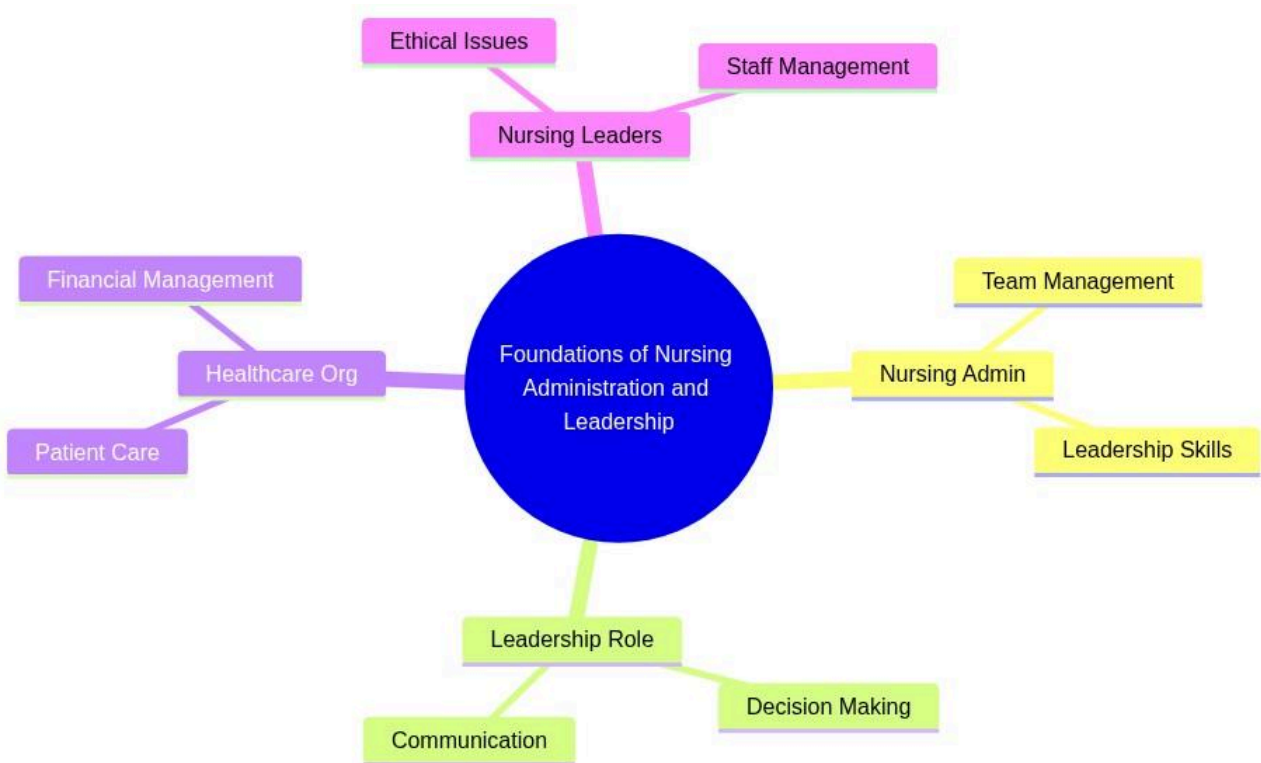 Ethical Issues
Staff Management
Nursing Leaders
Financial Management
Healthcare Org
Patient Care
Foundations of Nursing
Administration and
Leadership
Team Management
Nursing Admin
Leadership Skills
Leadership Role
Decision Making
Communication